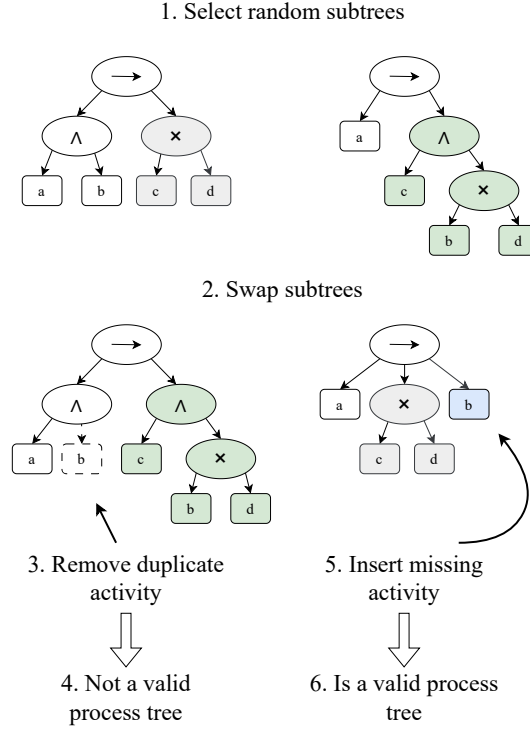 1. Select random subtrees
→
→
∧
×
a
∧
a
b
c
d
c
×
b
d
2. Swap subtrees
→
→
∧
∧
a
×
b
a
b
c
×
c
d
b
d
3. Remove duplicate
activity
5. Insert missing
activity
4. Not a valid
process tree
6. Is a valid process
tree